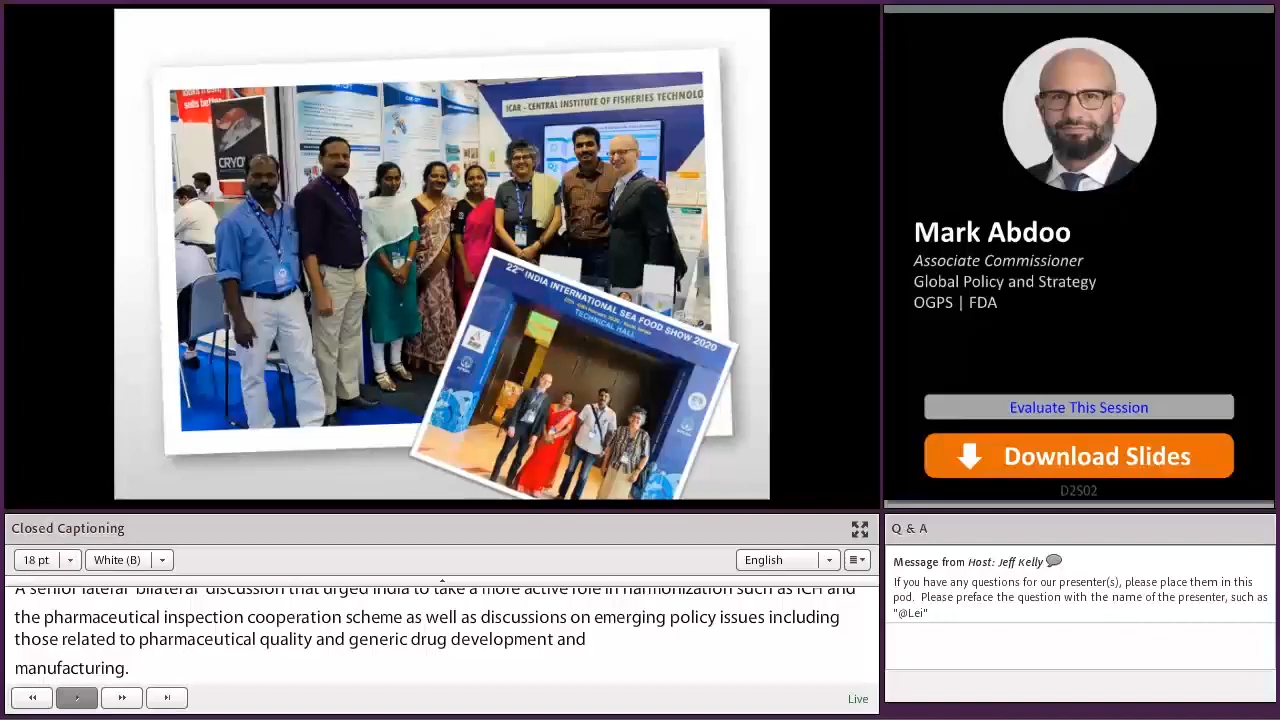 looks fresh,
sells better.
CRYO
ICAR - CENTRAL INSTITUTE OF FISHERIES TECHNOLO
22nd INDIA INTERNATIONAL SEA FOOD SHOW 2020
TECHNICAL HALL
Mark Abdoo
Associate Commissioner
Global Policy and Strategy
OGPS | FDA
Evaluate This Session
Download Slides
D2S02
Closed Captioning
18 pt
White (B)
English
A senior lateral bilateral discussion that urged India to take a more active role in harmonization such as ICH and
the pharmaceutical inspection cooperation scheme as well as discussions on emerging policy issues including
those related to pharmaceutical quality and generic drug development and
manufacturing.
Live
Q & A
Message from Host: Jeff Kelly
If you have any questions for our presenter(s), please place them in this
pod. Please preface the question with the name of the presenter, such as
"@Lei"